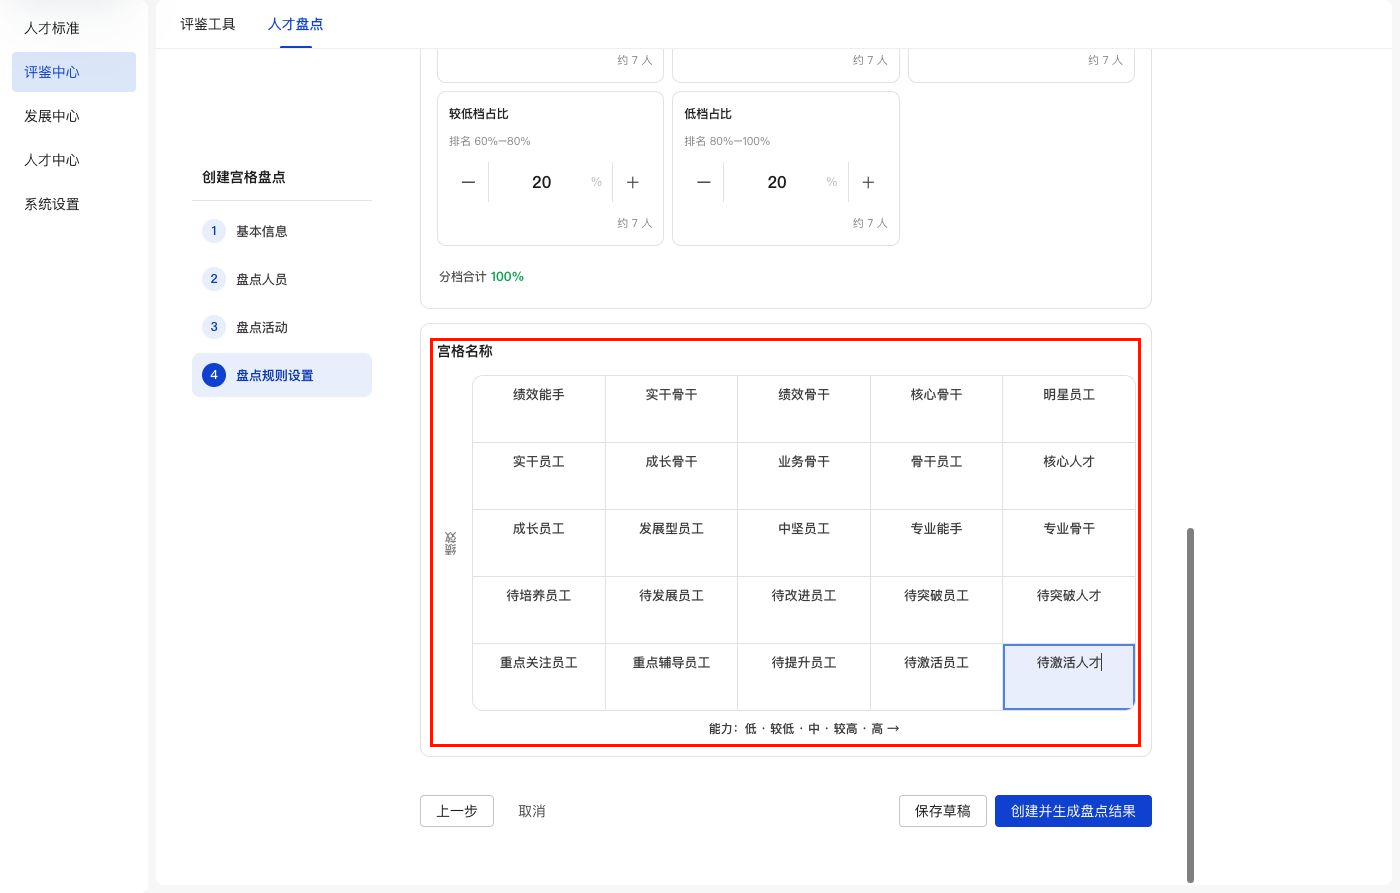 人才标准
评鉴中心
发展中心
人才中心
系统设置
评鉴工具 人才盘点
创建宫格盘点
1 基本信息
2 盘点人员
3 盘点活动
4 盘点规则设置
约 7 人 约 7 人 约 7 人
较低档占比 低档占比
排名 60%—80% 排名 80%—100%
— 20 % + — 20 % +
约 7 人 约 7 人
分档合计 100%
宫格名称
绩效能手 实干骨干 绩效骨干 核心骨干 明星员工
实干员工 成长骨干 业务骨干 骨干员工 核心人才
成长员工 发展型员工 中坚员工 专业能手 专业骨干
绩效
待培养员工 待发展员工 待改进员工 待突破员工 待突破人才
重点关注员工 重点辅导员工 待提升员工 待激活员工 待激活人才
能力：低 · 较低 · 中 · 较高 · 高 →
上一步 取消 保存草稿 创建并生成盘点结果